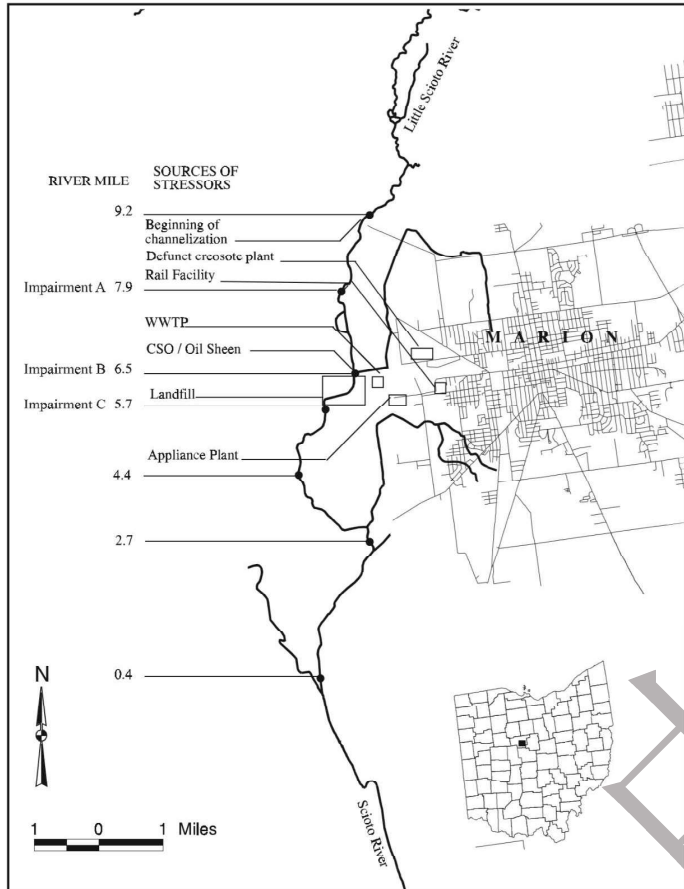 Little Scioto River
RIVER MILE
SOURCES OF
STRESSORS
9.2
Beginning of
channelization
Defunct creosote plant
Rail Facility
Impairment A 7.9
WWTP
MARION
CSO / Oil Sheen
Impairment B 6.5
Landfill
Impairment C 5.7
Appliance Plant
4.4
2.7
0.4
N
1 0 1 Miles
Scioto River